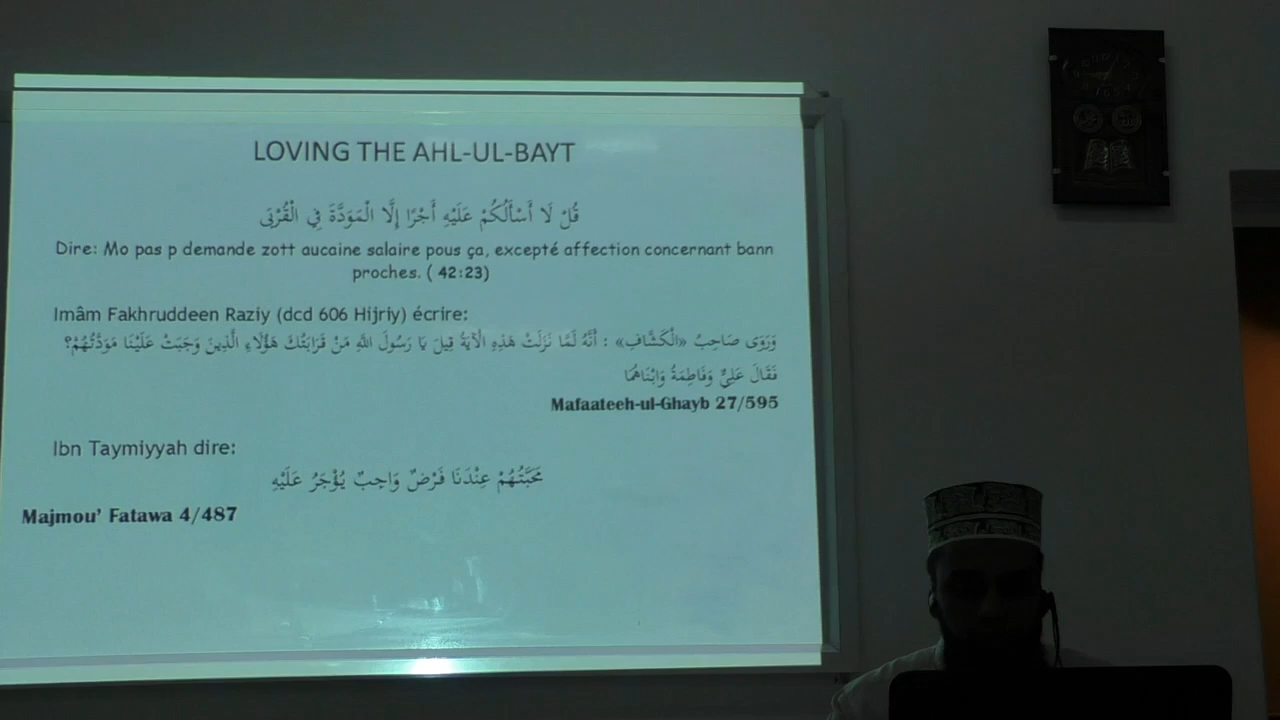 LOVING THE AHL-UL-BAYT
قُلْ لَا أَسْأَلُكُمْ عَلَيْهِ أَجْرًا إِلَّا الْمَوَدَّةَ فِي الْقُرْبَى
Dire: Mo pas p demande zott aucaine salaire pous ça, excepté affection concernant bann
proches. ( 42:23)
Imâm Fakhruddeen Raziy (dcd 606 Hijriy) écrire:
وَرَوَى صَاحِبُ «الْكَشَّافِ» : أَنَّهُ لَمَّا نَزَلَتْ هَذِهِ الْآيَةُ قِيلَ يَا رَسُولَ اللَّهِ مَنْ قَرَابَتُكَ هَؤُلَاءِ الَّذِينَ وَجَبَتْ عَلَيْنَا مَوَدَّتُهُمْ؟
فَقَالَ عَلِيٌّ وَفَاطِمَةُ وَابْنَاهُمَا
Mafaateeh-ul-Ghayb 27/595
Ibn Taymiyyah dire:
مَحَبَّتُهُمْ عِنْدَنَا فَرْضٌ وَاجِبٌ يُؤْجَرُ عَلَيْهِ
Majmou' Fatawa 4/487